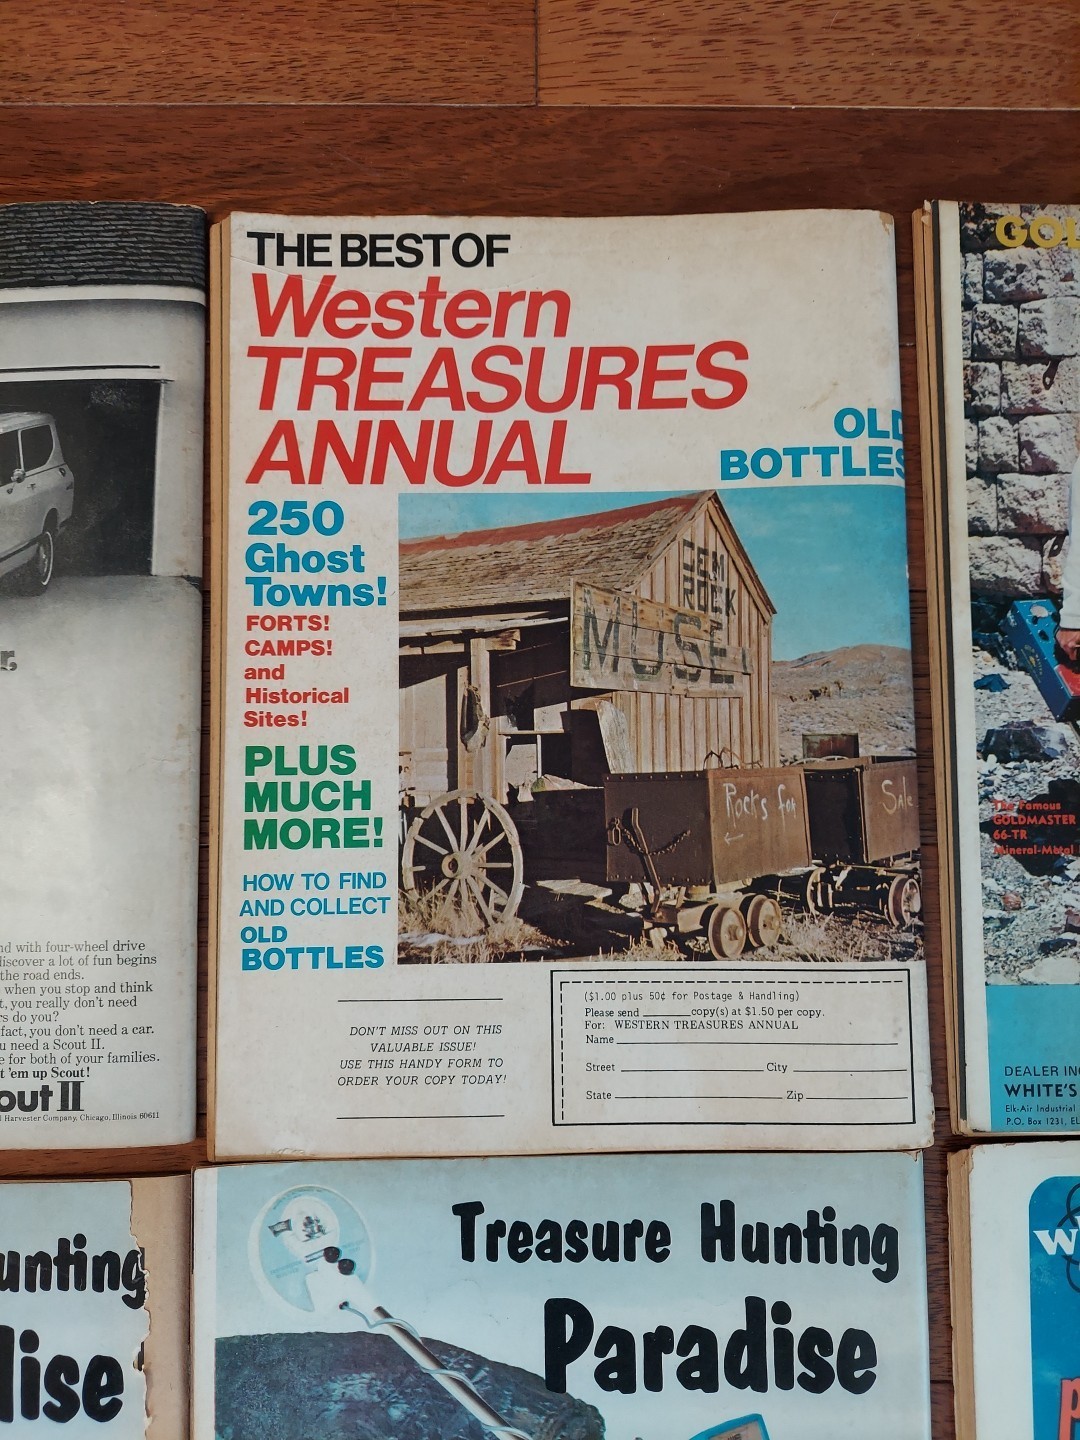 THE BEST OF
Western
TREASURES
ANNUAL
OLD
BOTTLES
250
Ghost
Towns!
FORTS!
CAMPS!
and
Historical
Sites!
PLUS
MUCH
MORE!
HOW TO FIND
AND COLLECT
OLD
BOTTLES
GEM
ROCK
MUSE
Rocks for
Sale
DON'T MISS OUT ON THIS
VALUABLE ISSUE!
USE THIS HANDY FORM TO
ORDER YOUR COPY TODAY!
($1.00 plus 50¢ for Postage & Handling)
Please send ________copy(s) at $1.50 per copy.
For: WESTERN TREASURES ANNUAL
Name
Street City
State Zip
with four-wheel drive
discover a lot of fun begins
the road ends.
when you stop and think
, you really don't need
do you?
fact, you don't need a car.
need a Scout II.
for both of your families.
'em up Scout!
out II
Harvester Company, Chicago, Illinois 60611
GOL
The Famous
GOLDMASTER
66-TR
Mineral-Metal
DEALER IN
WHITE'S
Elk-Air Industrial
P.O. Box 1231, EL
unting
dise
Treasure Hunting
Paradise
W